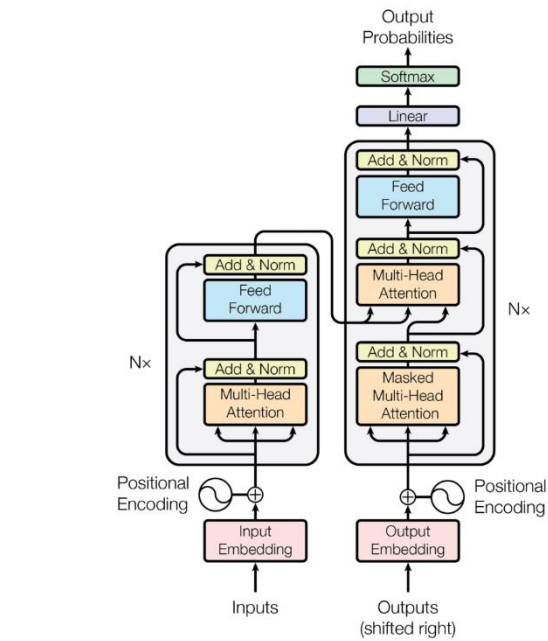 Output
Probabilities
Softmax
Linear
Add & Norm
Feed
Forward
Add & Norm
Multi-Head
Attention
Nx
Add & Norm
Masked
Multi-Head
Attention
Add & Norm
Feed
Forward
Nx
Add & Norm
Multi-Head
Attention
Positional
Encoding
Positional
Encoding
Input
Embedding
Output
Embedding
Inputs
Outputs
(shifted right)